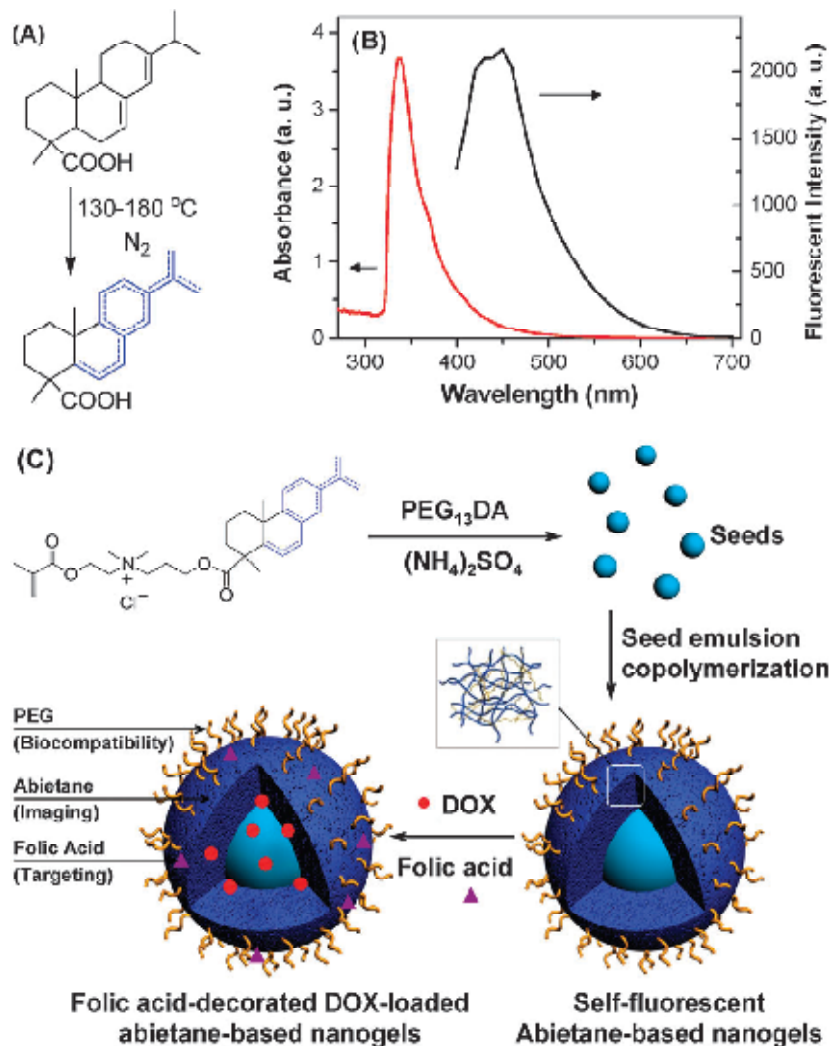 (A)
COOH
130-180 °C
N2
COOH
(B)
Absorbance (a. u.)
4
3
2
1
0
300 400 500 600 700
Wavelength (nm)
2000
1500
1000
500
0
Fluorescent Intensity (a. u.)
(C)
O
O
N
+
Cl−
O
O
PEG13DA
(NH4)2SO4
Seeds
Seed emulsion
copolymerization
PEG
(Biocompatibility)
Abietane
(Imaging)
Folic Acid
(Targeting)
DOX
Folic acid
Folic acid-decorated DOX-loaded
abietane-based nanogels
Self-fluorescent
Abietane-based nanogels